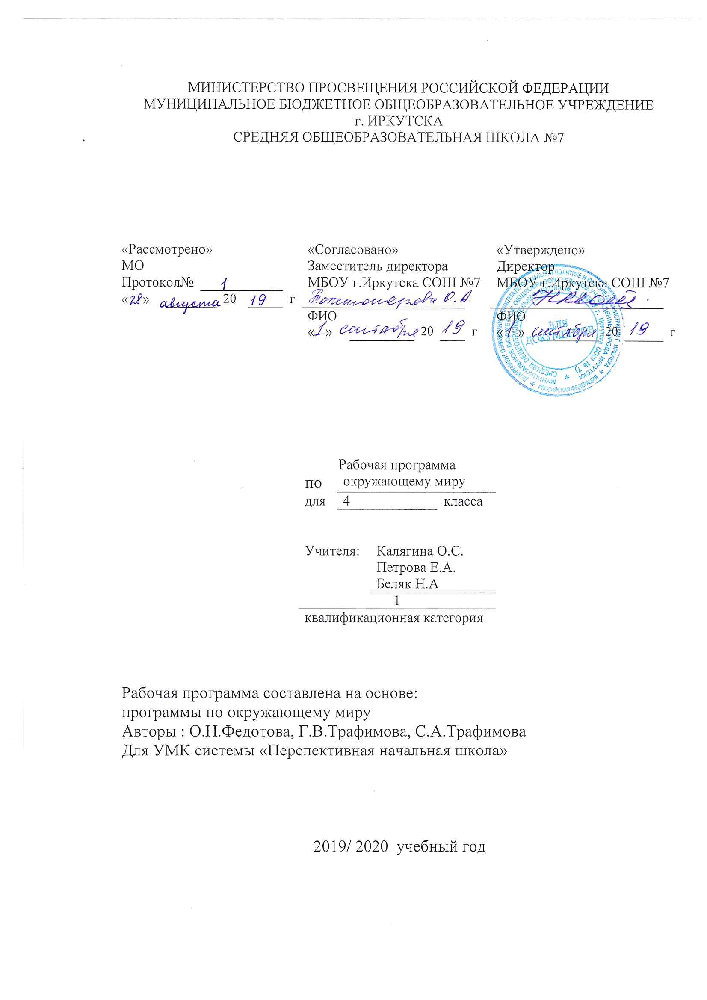 МИНИСТЕРСТВО ПРОСВЕЩЕНИЯ РОССИЙСКОЙ ФЕДЕРАЦИИ
МУНИЦИПАЛЬНОЕ БЮДЖЕТНОЕ ОБЩЕОБРАЗОВАТЕЛЬНОЕ УЧРЕЖДЕНИЕ
г. ИРКУТСКА
СРЕДНЯЯ ОБЩЕОБРАЗОВАТЕЛЬНАЯ ШКОЛА №7
«Рассмотрено»
МО
Протокол№ 1
«28» августа 20 19 г
«Согласовано»
Заместитель директора
МБОУ г.Иркутска СОШ №7
О. А.
ФИО
«1» сентября 20 19 г
«Утверждено»
Директор
МБОУ г.Иркутска СОШ №7
ФИО
«1» сентября 20 19 г
ДЛЯ
ДОКУМЕНТОВ
РОССИЙСКАЯ ФЕДЕРАЦИЯ
Рабочая программа
по окружающему миру
для 4 класса
Учителя: Калягина О.С.
Петрова Е.А.
Беляк Н.А
1
квалификационная категория
Рабочая программа составлена на основе:
программы по окружающему миру
Авторы : О.Н.Федотова, Г.В.Трафимова, С.А.Трафимова
Для УМК системы «Перспективная начальная школа»
2019/ 2020 учебный год